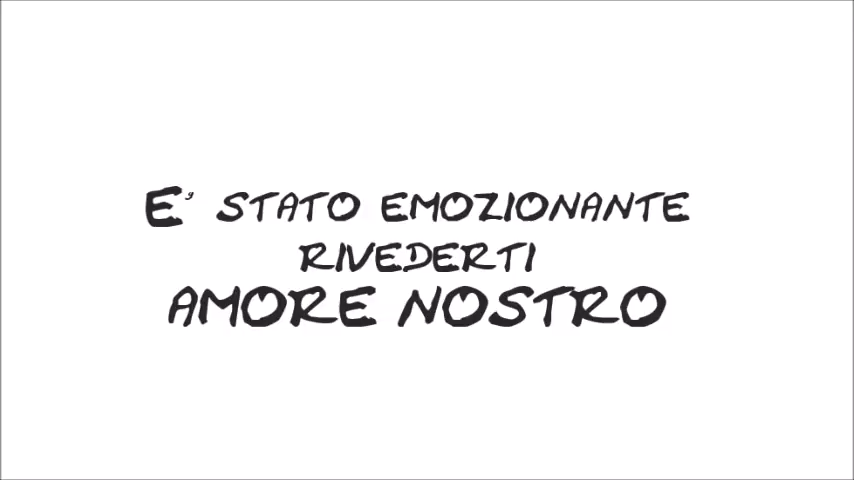 E' STATO EMOZIONANTE
RIVEDERTI
AMORE NOSTRO